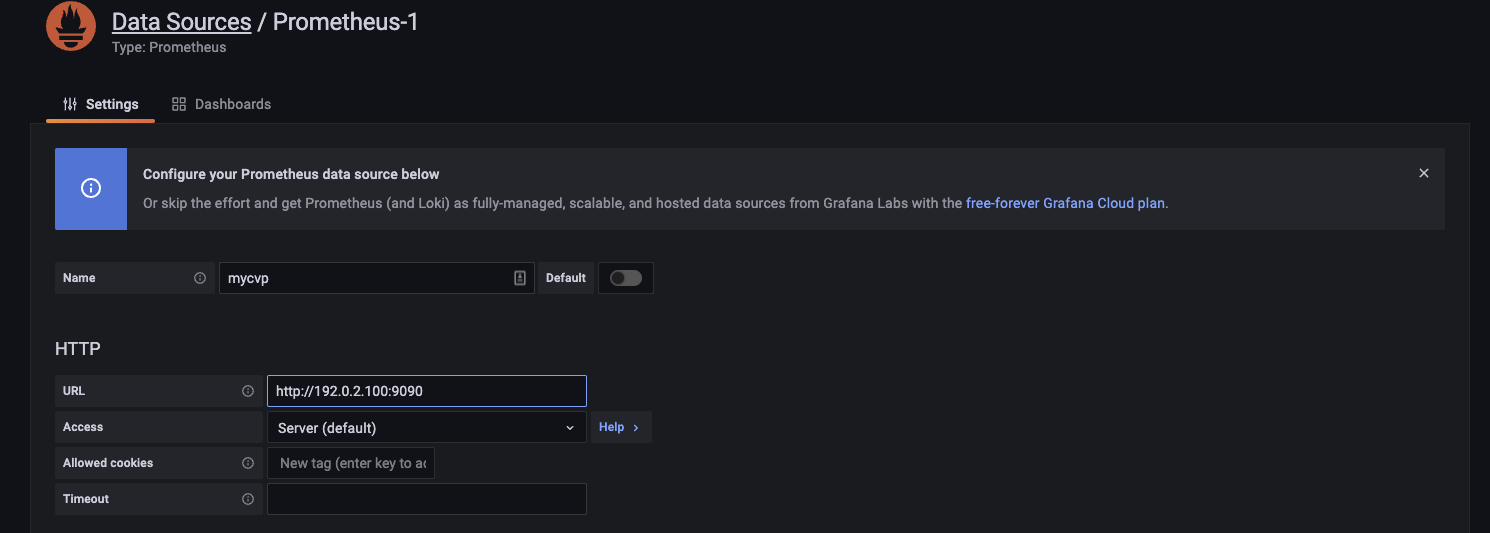 Data Sources / Prometheus-1
Type: Prometheus
Settings
Dashboards
Configure your Prometheus data source below
Or skip the effort and get Prometheus (and Loki) as fully-managed, scalable, and hosted data sources from Grafana Labs with the free-forever Grafana Cloud plan.
Name
mycvp
Default
HTTP
URL
http://192.0.2.100:9090
Access
Server (default)
Help
Allowed cookies
New tag (enter key to ac
Timeout